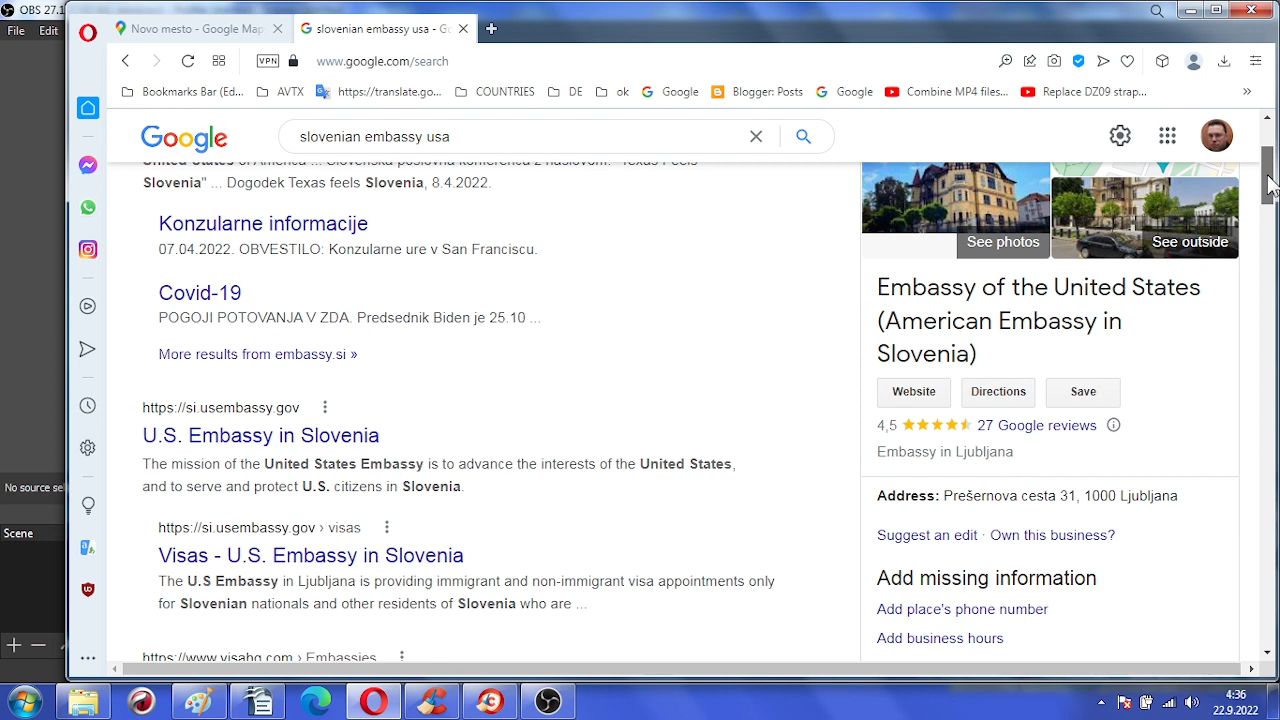 OBS 27.1
File Edit
Novo mesto - Google Map
slovenian embassy usa - Go
VPN
www.google.com/search
Bookmarks Bar (Ed...
AVTX
https://translate.go...
COUNTRIES
DE
ok
Google
Blogger: Posts
Google
Combine MP4 files...
Replace DZ09 strap...
»
Google
slovenian embassy usa
United States of America ... Slovenska poslovna konferenca z naslovom: "Texas Feels
Slovenia" ... Dogodek Texas feels Slovenia, 8.4.2022.
Konzularne informacije
07.04.2022. OBVESTILO: Konzularne ure v San Franciscu.
Covid-19
POGOJI POTOVANJA V ZDA. Predsednik Biden je 25.10 ...
More results from embassy.si »
https://si.usembassy.gov
U.S. Embassy in Slovenia
The mission of the United States Embassy is to advance the interests of the United States,
and to serve and protect U.S. citizens in Slovenia.
https://si.usembassy.gov › visas
Visas - U.S. Embassy in Slovenia
The U.S Embassy in Ljubljana is providing immigrant and non-immigrant visa appointments only
for Slovenian nationals and other residents of Slovenia who are ...
https://www.visahq.com › Embassies
See photos
See outside
Embassy of the United States
(American Embassy in
Slovenia)
Website
Directions
Save
4,5
27 Google reviews
Embassy in Ljubljana
Address: Prešernova cesta 31, 1000 Ljubljana
Suggest an edit · Own this business?
Add missing information
Add place's phone number
Add business hours
No source sel
Scene
4:36
22.9.2022